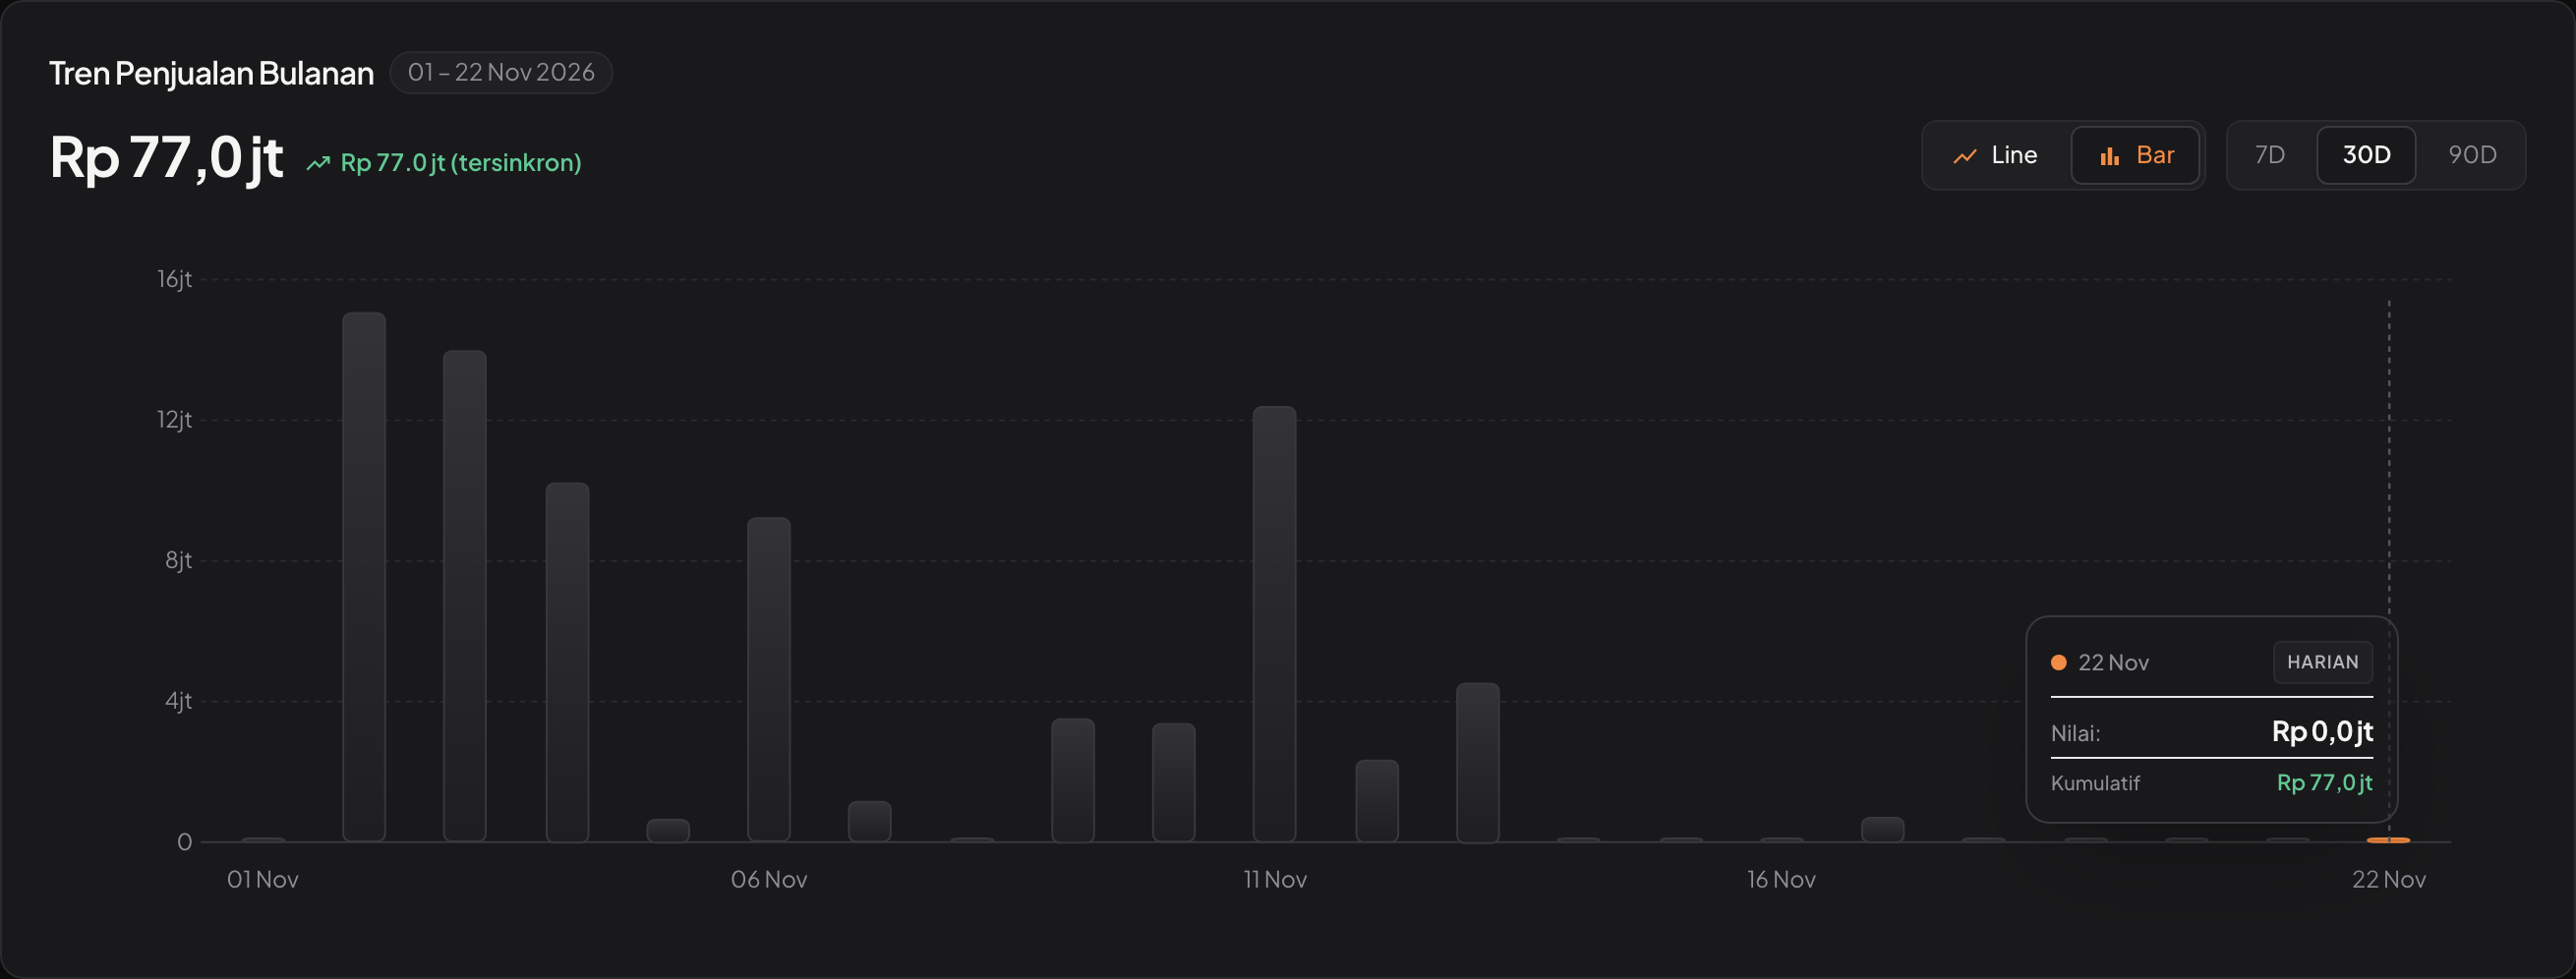 Tren Penjualan Bulanan 01 – 22 Nov 2026
Rp 77,0 jt Rp 77.0 jt (tersinkron)
Line Bar 7D 30D 90D
16jt
12jt
8jt
4jt
0
22 Nov HARIAN
Nilai: Rp 0,0 jt
Kumulatif Rp 77,0 jt
01 Nov 06 Nov 11 Nov 16 Nov 22 Nov